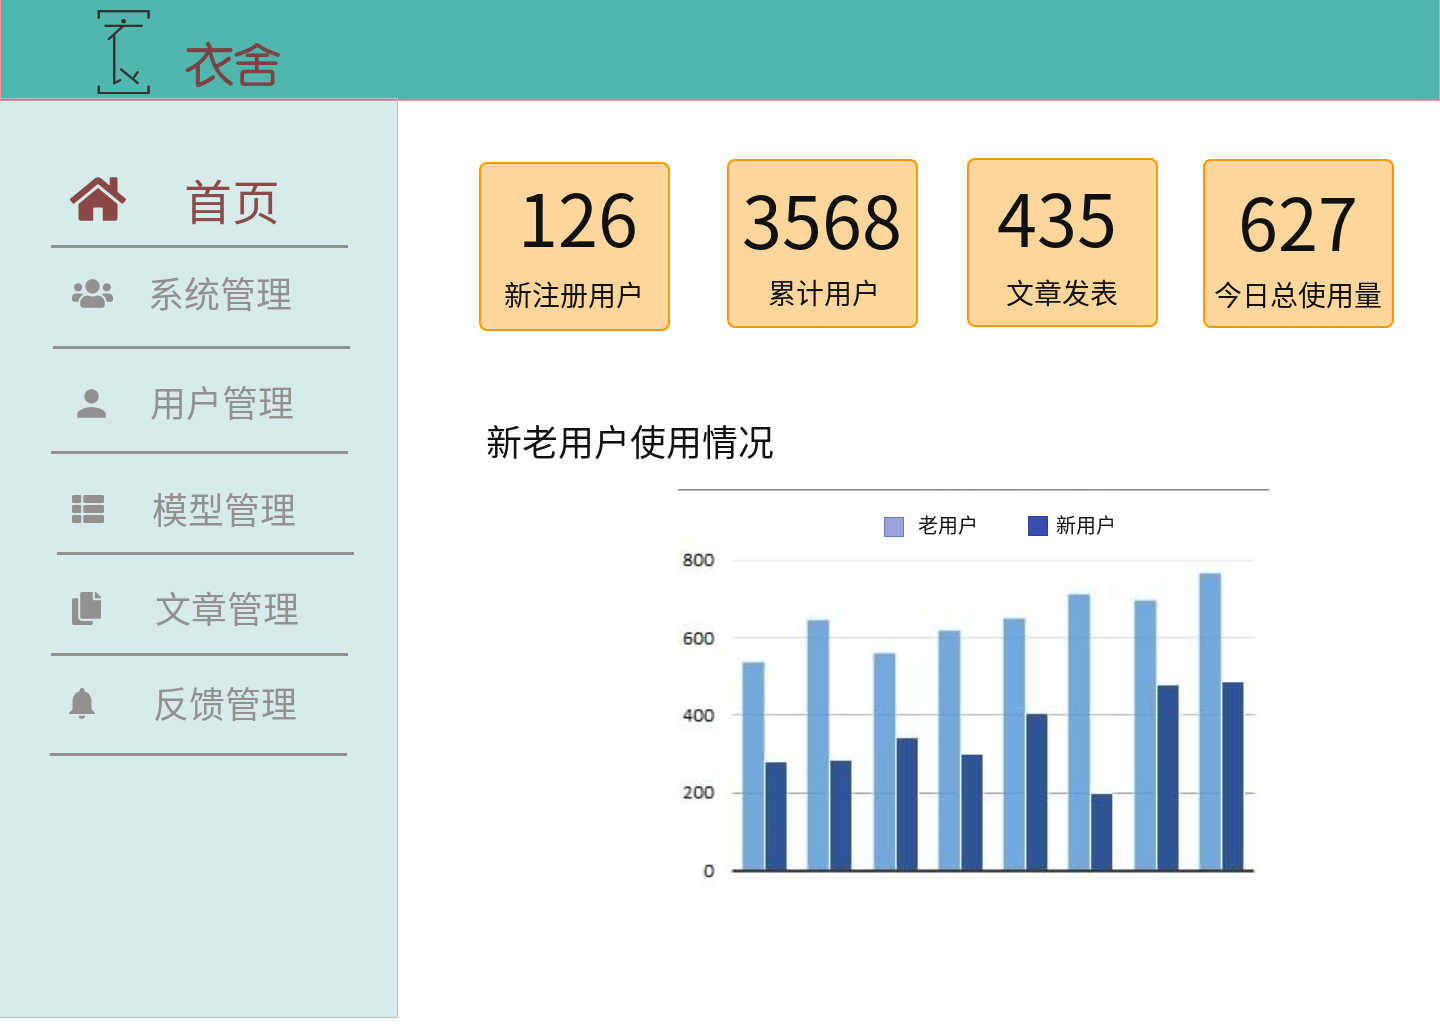 衣舍
首页
系统管理
用户管理
模型管理
文章管理
反馈管理
126
新注册用户
3568
累计用户
435
文章发表
627
今日总使用量
新老用户使用情况
老用户 新用户
800
600
400
200
0